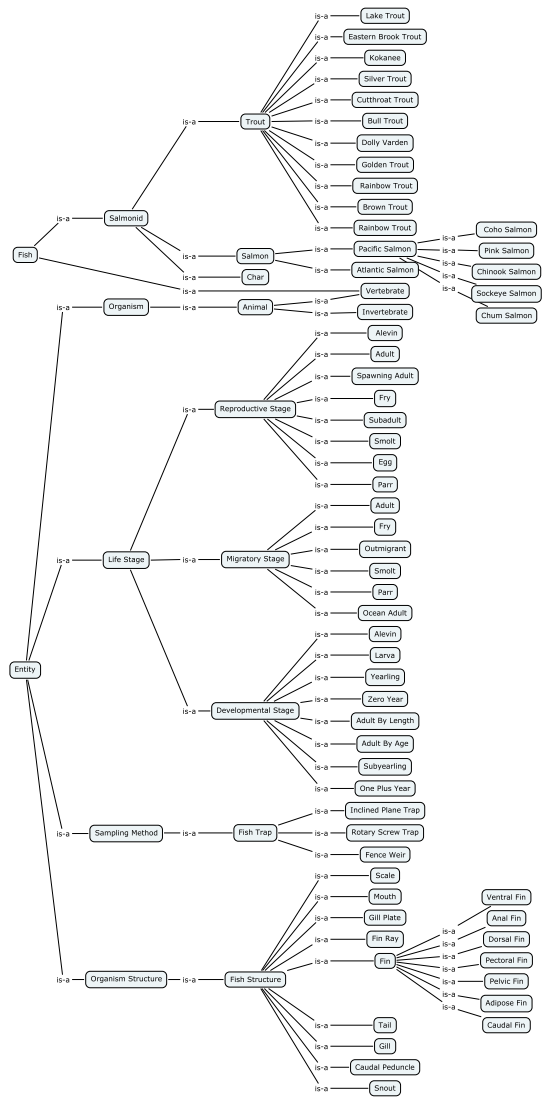 is-a Lake Trout
is-a Eastern Brook Trout
is-a Kokanee
is-a Silver Trout
is-a Cutthroat Trout
is-a Trout is-a Bull Trout
is-a Dolly Varden
is-a Golden Trout
is-a Rainbow Trout
is-a Brown Trout
is-a Rainbow Trout
is-a Salmonid
Coho Salmon
is-a
is-a Pacific Salmon is-a Pink Salmon
Fish is-a Salmon
is-a
is-a Atlantic Salmon Chinook Salmon
is-a Char is-a
is-a Vertebrate is-a Sockeye Salmon
is-a Organism is-a Animal is-a
is-a Invertebrate Chum Salmon
is-a Alevin
is-a Adult
is-a Spawning Adult
is-a Fry
is-a Reproductive Stage
is-a Subadult
is-a Smolt
is-a Egg
is-a Parr
is-a Adult
is-a Fry
is-a Outmigrant
is-a Life Stage is-a Migratory Stage
is-a Smolt
is-a Parr
is-a Ocean Adult
is-a Alevin
is-a Larva
Entity
is-a Yearling
is-a Zero Year
is-a Developmental Stage
is-a Adult By Length
is-a Adult By Age
is-a Subyearling
is-a One Plus Year
is-a Inclined Plane Trap
is-a Sampling Method is-a Fish Trap is-a Rotary Screw Trap
is-a Fence Weir
is-a Scale
is-a Mouth Ventral Fin
is-a Gill Plate Anal Fin
is-a
is-a Fin Ray Dorsal Fin
is-a
is-a
is-a Fin Pectoral Fin
is-a
is-a Organism Structure is-a Fish Structure
is-a Pelvic Fin
is-a Adipose Fin
is-a
is-a Tail Caudal Fin
is-a Gill
is-a Caudal Peduncle
is-a Snout